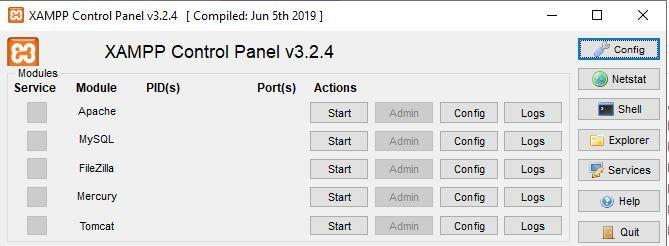 XAMPP Control Panel v3.2.4   [ Compiled: Jun 5th 2019 ]
XAMPP Control Panel v3.2.4
Config
Modules
Netstat
Service Module PID(s) Port(s) Actions
Apache Start Admin Config Logs
Shell
MySQL Start Admin Config Logs
Explorer
FileZilla Start Admin Config Logs
Services
Mercury Start Admin Config Logs
Help
Tomcat Start Admin Config Logs
Quit